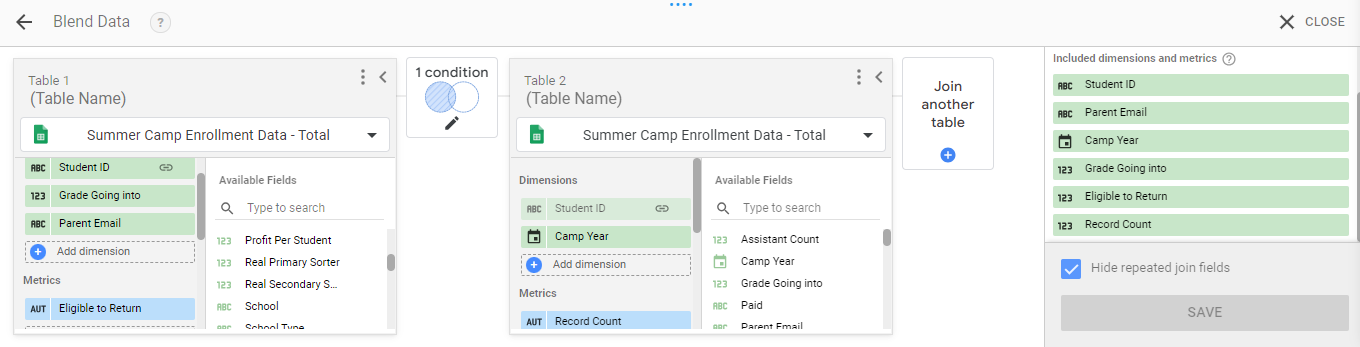 Blend Data
?
CLOSE
Table 1
(Table Name)
Summer Camp Enrollment Data - Total
ABC Student ID
123 Grade Going into
ABC Parent Email
Add dimension
Metrics
AUT Eligible to Return
Available Fields
Type to search
123 Profit Per Student
123 Real Primary Sorter
123 Real Secondary S...
ABC School
ABC School Type
1 condition
Table 2
(Table Name)
Summer Camp Enrollment Data - Total
Dimensions
ABC Student ID
Camp Year
Add dimension
Metrics
AUT Record Count
Available Fields
Type to search
123 Assistant Count
Camp Year
123 Grade Going into
ABC Paid
ABC Parent Email
Join
another
table
Included dimensions and metrics ?
ABC Student ID
ABC Parent Email
Camp Year
123 Grade Going into
123 Eligible to Return
123 Record Count
Hide repeated join fields
SAVE